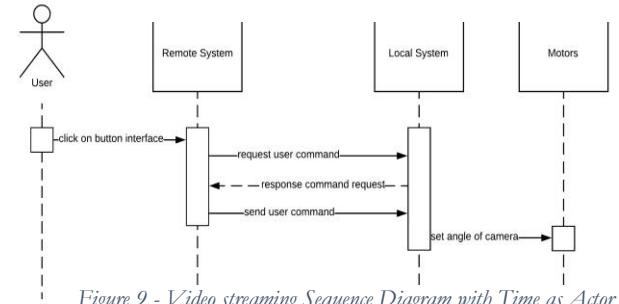 User
Remote System
Local System
Motors
click on button interface
request user command
response command request
send user command
set angle of camera
Figure 9 - Video streaming Sequence Diagram with Time as Actor